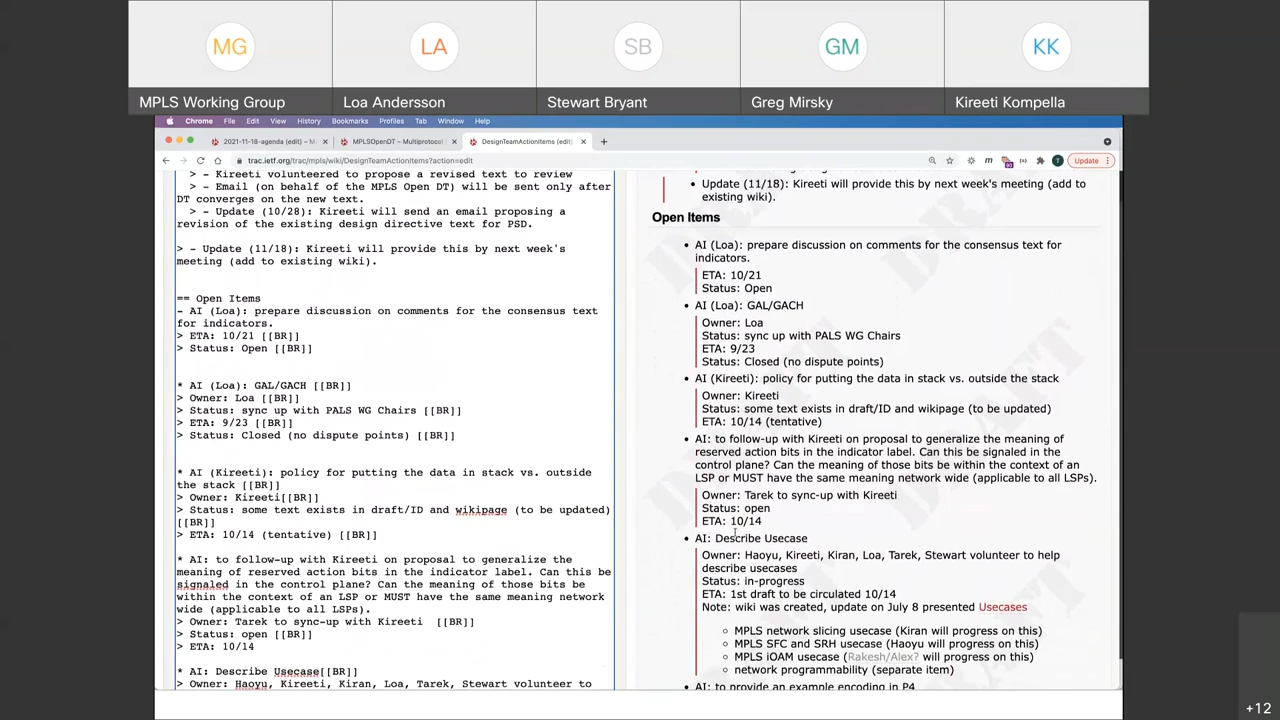 MG
LA
SB
GM
KK
MPLS Working Group
Loa Andersson
Stewart Bryant
Greg Mirsky
Kireeti Kompella
Chrome File Edit View History Bookmarks Profiles Tab Window Help
2021-11-18-agenda (edit) – M
MPLSOpenDT – Multiprotocol
DesignTeamActionItems (edit)
trac.ietf.org/trac/mpls/wiki/DesignTeamActionItems?action=edit
Update
> - Kireeti volunteered to propose a revised text to review
> - Email (on behalf of the MPLS Open DT) will be sent only after
DT converges on the new text.
> - Update (10/28): Kireeti will send an email proposing a
revision of the existing design directive text for PSD.
> - Update (11/18): Kireeti will provide this by next week's
meeting (add to existing wiki).
== Open Items
- AI (Loa): prepare discussion on comments for the consensus text
for indicators.
> ETA: 10/21 [[BR]]
> Status: Open [[BR]]
* AI (Loa): GAL/GACH [[BR]]
> Owner: Loa [[BR]]
> Status: sync up with PALS WG Chairs [[BR]]
> ETA: 9/23 [[BR]]
> Status: Closed (no dispute points) [[BR]]
* AI (Kireeti): policy for putting the data in stack vs. outside
the stack [[BR]]
> Owner: Kireeti[[BR]]
> Status: some text exists in draft/ID and wikipage (to be updated)
[[BR]]
> ETA: 10/14 (tentative) [[BR]]
* AI: to follow-up with Kireeti on proposal to generalize the
meaning of reserved action bits in the indicator label. Can this be
signaled in the control plane? Can the meaning of those bits be
within the context of an LSP or MUST have the same meaning network
wide (applicable to all LSPs).
> Owner: Tarek to sync-up with Kireeti [[BR]]
> Status: open [[BR]]
> ETA: 10/14
* AI: Describe Usecase[[BR]]
> Owner: Haoyu, Kireeti, Kiran, Loa, Tarek, Stewart volunteer to
• Update (11/18): Kireeti will provide this by next week's meeting (add to
existing wiki).
Open Items
• AI (Loa): prepare discussion on comments for the consensus text for
indicators.
ETA: 10/21
Status: Open
• AI (Loa): GAL/GACH
Owner: Loa
Status: sync up with PALS WG Chairs
ETA: 9/23
Status: Closed (no dispute points)
• AI (Kireeti): policy for putting the data in stack vs. outside the stack
Owner: Kireeti
Status: some text exists in draft/ID and wikipage (to be updated)
ETA: 10/14 (tentative)
• AI: to follow-up with Kireeti on proposal to generalize the meaning of
reserved action bits in the indicator label. Can this be signaled in the
control plane? Can the meaning of those bits be within the context of an
LSP or MUST have the same meaning network wide (applicable to all LSPs).
Owner: Tarek to sync-up with Kireeti
Status: open
ETA: 10/14
• AI: Describe Usecase
Owner: Haoyu, Kireeti, Kiran, Loa, Tarek, Stewart volunteer to help
describe usecases
Status: in-progress
ETA: 1st draft to be circulated 10/14
Note: wiki was created, update on July 8 presented Usecases
◦ MPLS network slicing usecase (Kiran will progress on this)
◦ MPLS SFC and SRH usecase (Haoyu will progress on this)
◦ MPLS iOAM usecase (Rakesh/Alex? will progress on this)
◦ network programmability (separate item)
• AI: to provide an example encoding in P4
+12